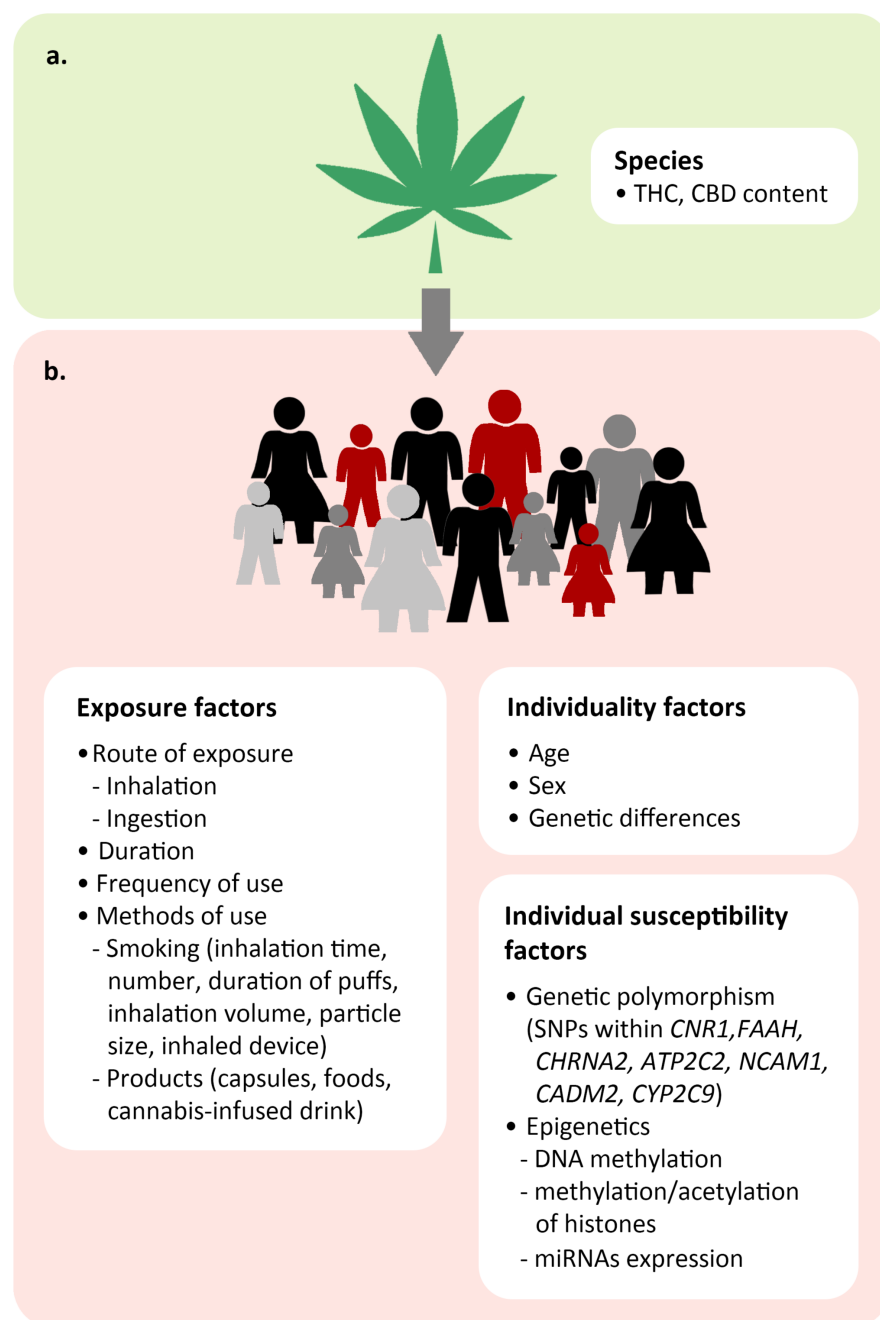 a.
Species
• THC, CBD content
b.
Exposure factors
•Route of exposure
- Inhalation
- Ingestion
• Duration
• Frequency of use
• Methods of use
- Smoking (inhalation time,
number, duration of puffs,
inhalation volume, particle
size, inhaled device)
- Products (capsules, foods,
cannabis-infused drink)
Individuality factors
• Age
• Sex
• Genetic differences
Individual susceptibility
factors
• Genetic polymorphism
(SNPs within CNR1,FAAH,
CHRNA2, ATP2C2, NCAM1,
CADM2, CYP2C9)
• Epigenetics
- DNA methylation
- methylation/acetylation
of histones
- miRNAs expression